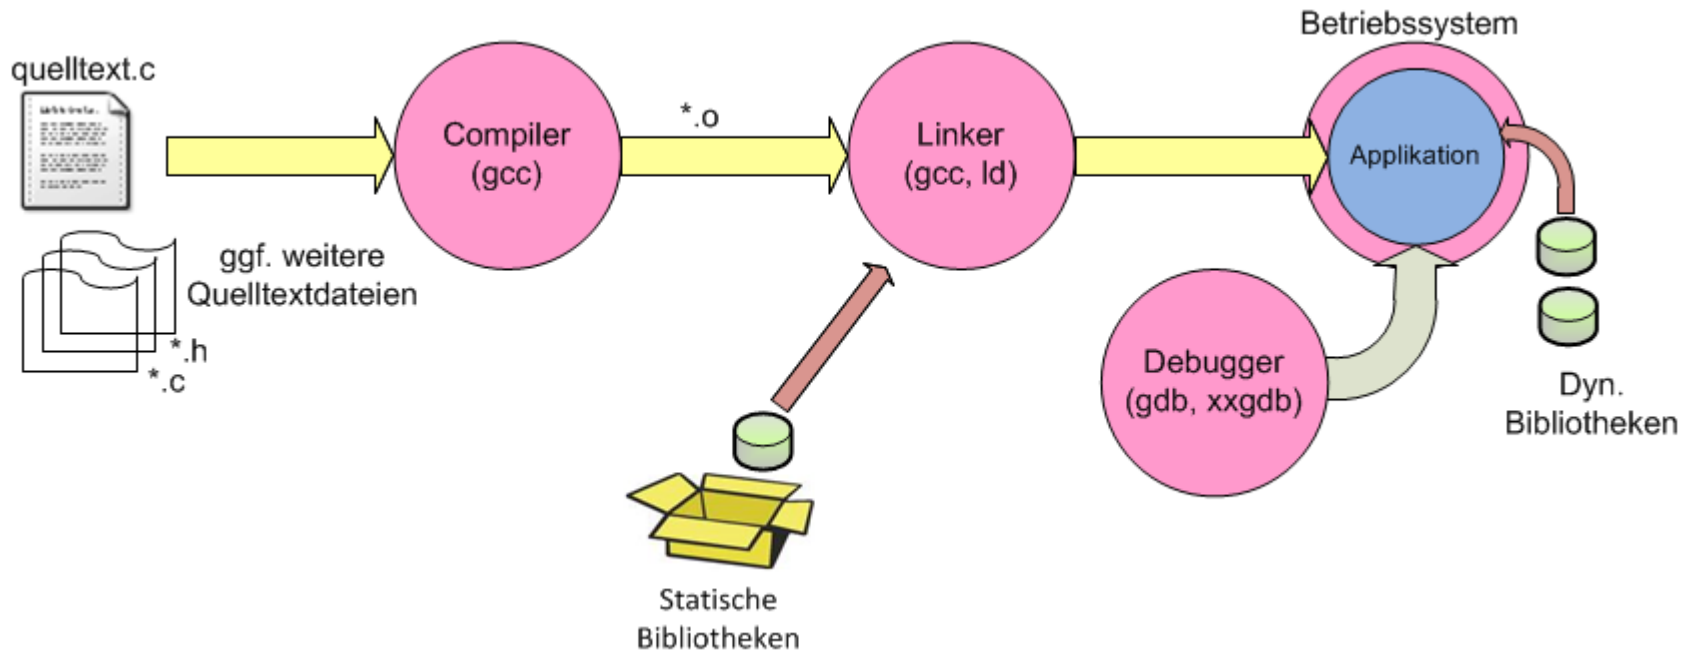 quelltext.c
ggf. weitere
Quelltextdateien
*.h
*.c
Compiler
(gcc)
*.o
Linker
(gcc, ld)
Statische
Bibliotheken
Betriebssystem
Applikation
Debugger
(gdb, xxgdb)
Dyn.
Bibliotheken